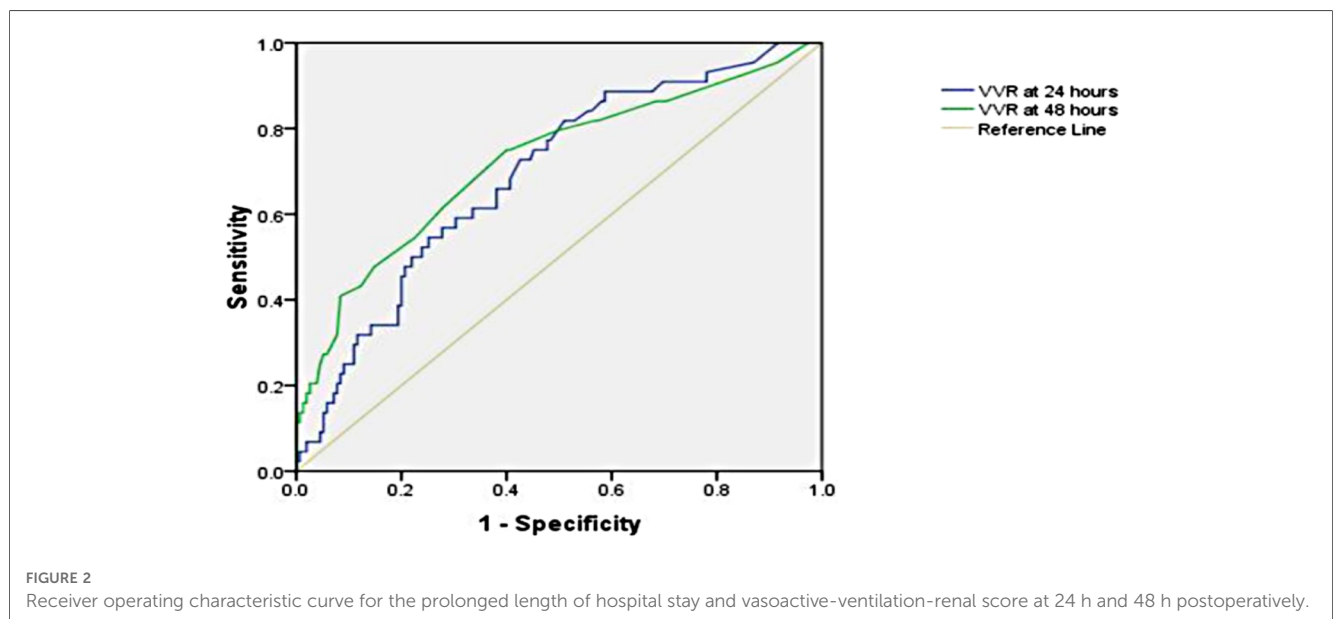 1.0
0.8
0.6
0.4
0.2
0.0
Sensitivity
0.0 0.2 0.4 0.6 0.8 1.0
1 - Specificity
VVR at 24 hours
VVR at 48 hours
Reference Line
FIGURE 2
Receiver operating characteristic curve for the prolonged length of hospital stay and vasoactive-ventilation-renal score at 24 h and 48 h postoperatively.